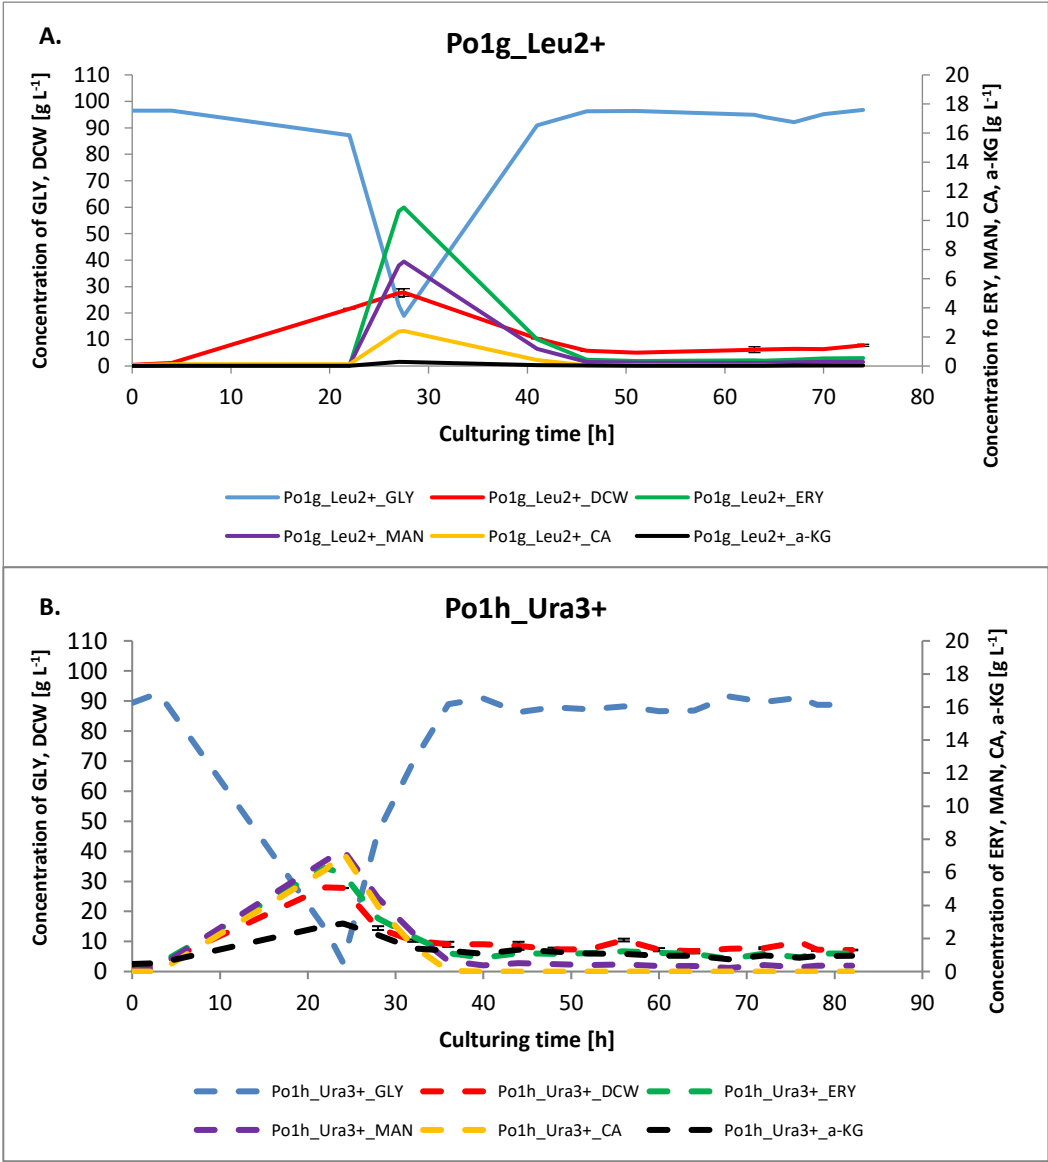 A.
Po1g_Leu2+
Concentration of GLY, DCW [g L-1]
110
100
90
80
70
60
50
40
30
20
10
0
20
18
16
14
12
10
8
6
4
2
0
Concentration fo ERY, MAN, CA, a-KG [g L-1]
0 10 20 30 40 50 60 70 80
Culturing time [h]
Po1g_Leu2+_GLY Po1g_Leu2+_DCW Po1g_Leu2+_ERY
Po1g_Leu2+_MAN Po1g_Leu2+_CA Po1g_Leu2+_a-KG
B.
Po1h_Ura3+
Concentration of GLY, DCW [g L-1]
110
100
90
80
70
60
50
40
30
20
10
0
20
18
16
14
12
10
8
6
4
2
0
Concentration of ERY, MAN, CA, a-KG [g L-1]
0 10 20 30 40 50 60 70 80 90
Culturing time [h]
Po1h_Ura3+_GLY Po1h_Ura3+_DCW Po1h_Ura3+_ERY
Po1h_Ura3+_MAN Po1h_Ura3+_CA Po1h_Ura3+_a-KG